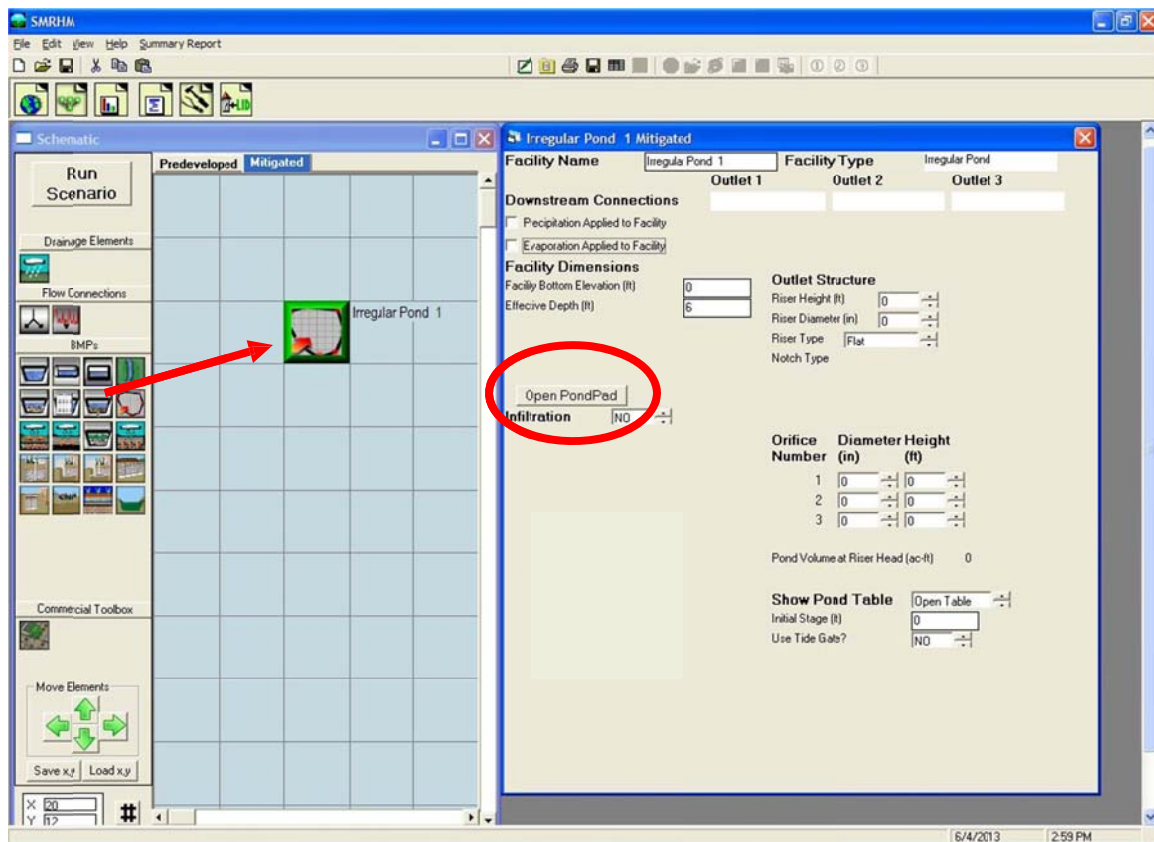 SMRHM
File Edit View Help Summary Report
LID
Schematic
Run
Scenario
Predeveloped Mitigated
Drainage Elements
Flow Connections
BMPs
Irregular Pond 1
Commercial Toolbox
Move Elements
Save x,y Load x,y
X 20
Y 12
#
Irregular Pond 1 Mitigated
Facility Name Irregula Pond 1 Facility Type Irregular Pond
Outlet 1 Outlet 2 Outlet 3
Downstream Connections
Precipitation Applied to Facility
Evaporation Applied to Facility
Facility Dimensions
Facility Bottom Elevation (ft) 0
Effective Depth (ft) 6
Outlet Structure
Riser Height (ft) 0
Riser Diameter (in) 0
Riser Type Flat
Notch Type
Open PondPad
Infiltration NO
Orifice Diameter Height
Number (in) (ft)
1 0 0
2 0 0
3 0 0
Pond Volume at Riser Head (ac-ft) 0
Show Pond Table Open Table
Initial Stage (ft) 0
Use Tide Gate? NO
6/4/2013 2:59 PM